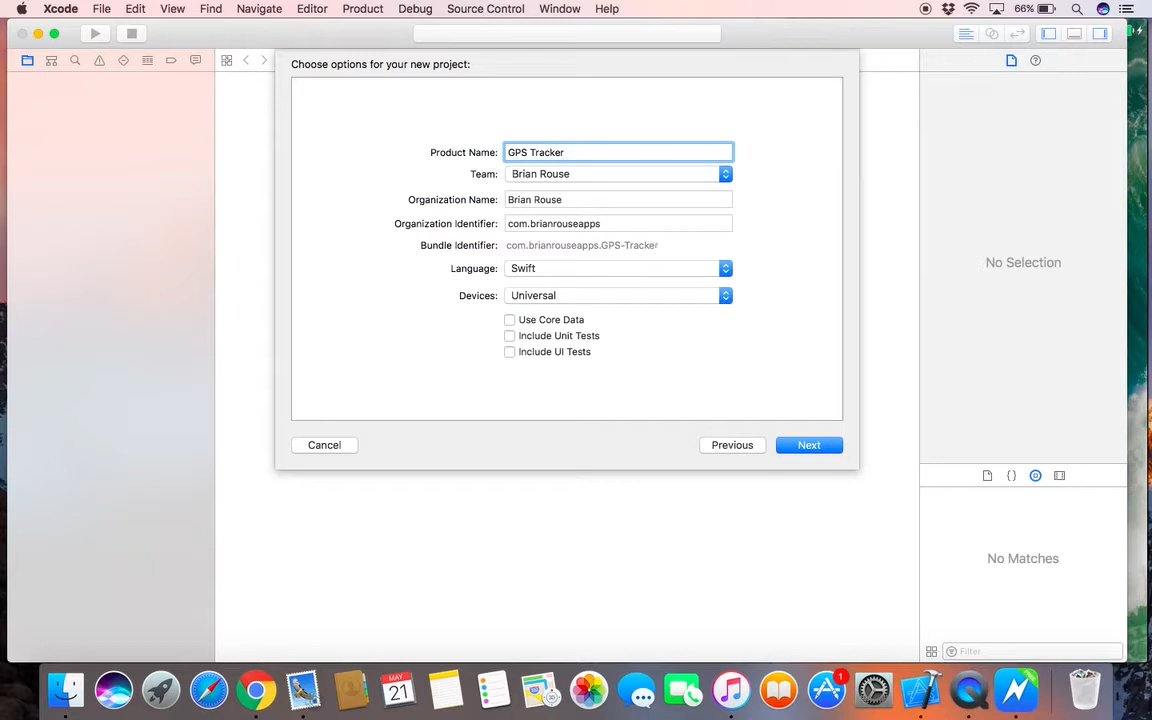 Xcode File Edit View Find Navigate Editor Product Debug Source Control Window Help 66%
Choose options for your new project:
Product Name: GPS Tracker
Team: Brian Rouse
Organization Name: Brian Rouse
Organization Identifier: com.brianrouseapps
Bundle Identifier: com.brianrouseapps.GPS-Tracker
Language: Swift
Devices: Universal
Use Core Data
Include Unit Tests
Include UI Tests
Cancel Previous Next
No Selection
{}
No Matches
Filter
MAY
21
1